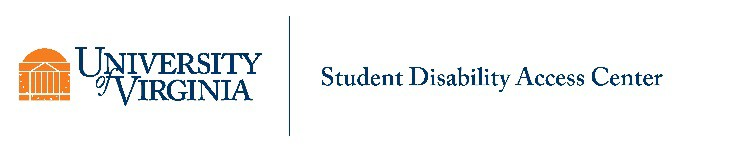 UNIVERSITY
of VIRGINIA
Student Disability Access Center